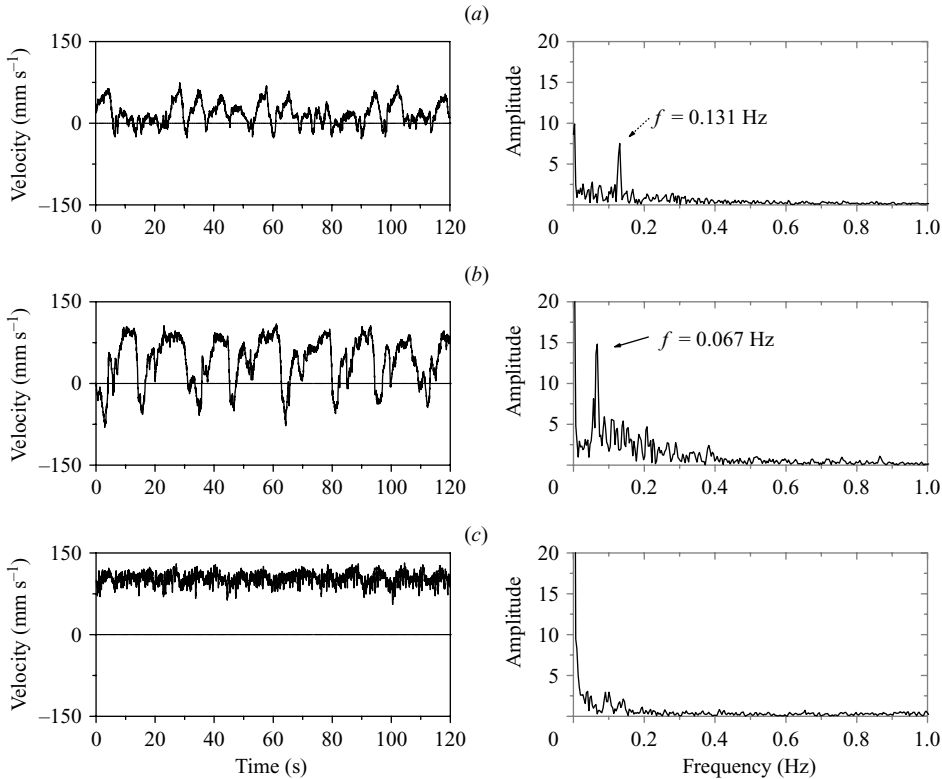 (a)
Velocity (mm s⁻¹)
150
0
–150
0 20 40 60 80 100 120
Amplitude
20
15
10
5
f = 0.131 Hz
0 0.2 0.4 0.6 0.8 1.0
(b)
Velocity (mm s⁻¹)
150
0
–150
0 20 40 60 80 100 120
Amplitude
20
15
10
5
f = 0.067 Hz
0 0.2 0.4 0.6 0.8 1.0
(c)
Velocity (mm s⁻¹)
150
0
–150
0 20 40 60 80 100 120
Time (s)
Amplitude
20
15
10
5
0 0.2 0.4 0.6 0.8 1.0
Frequency (Hz)